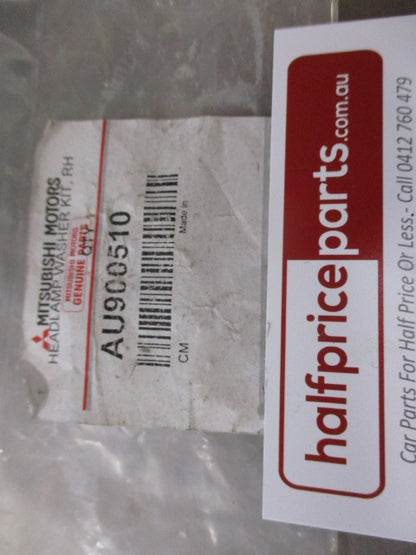 MITSUBISHI MOTORS
HEADLAMP WASHER KIT, RH
MITSUBISHI MOTORS
GENUINE PARTS
AU900510
Made in
CM
halfpriceparts.com.au
Car Parts For Half Price Or Less.- Call 0412 760 479